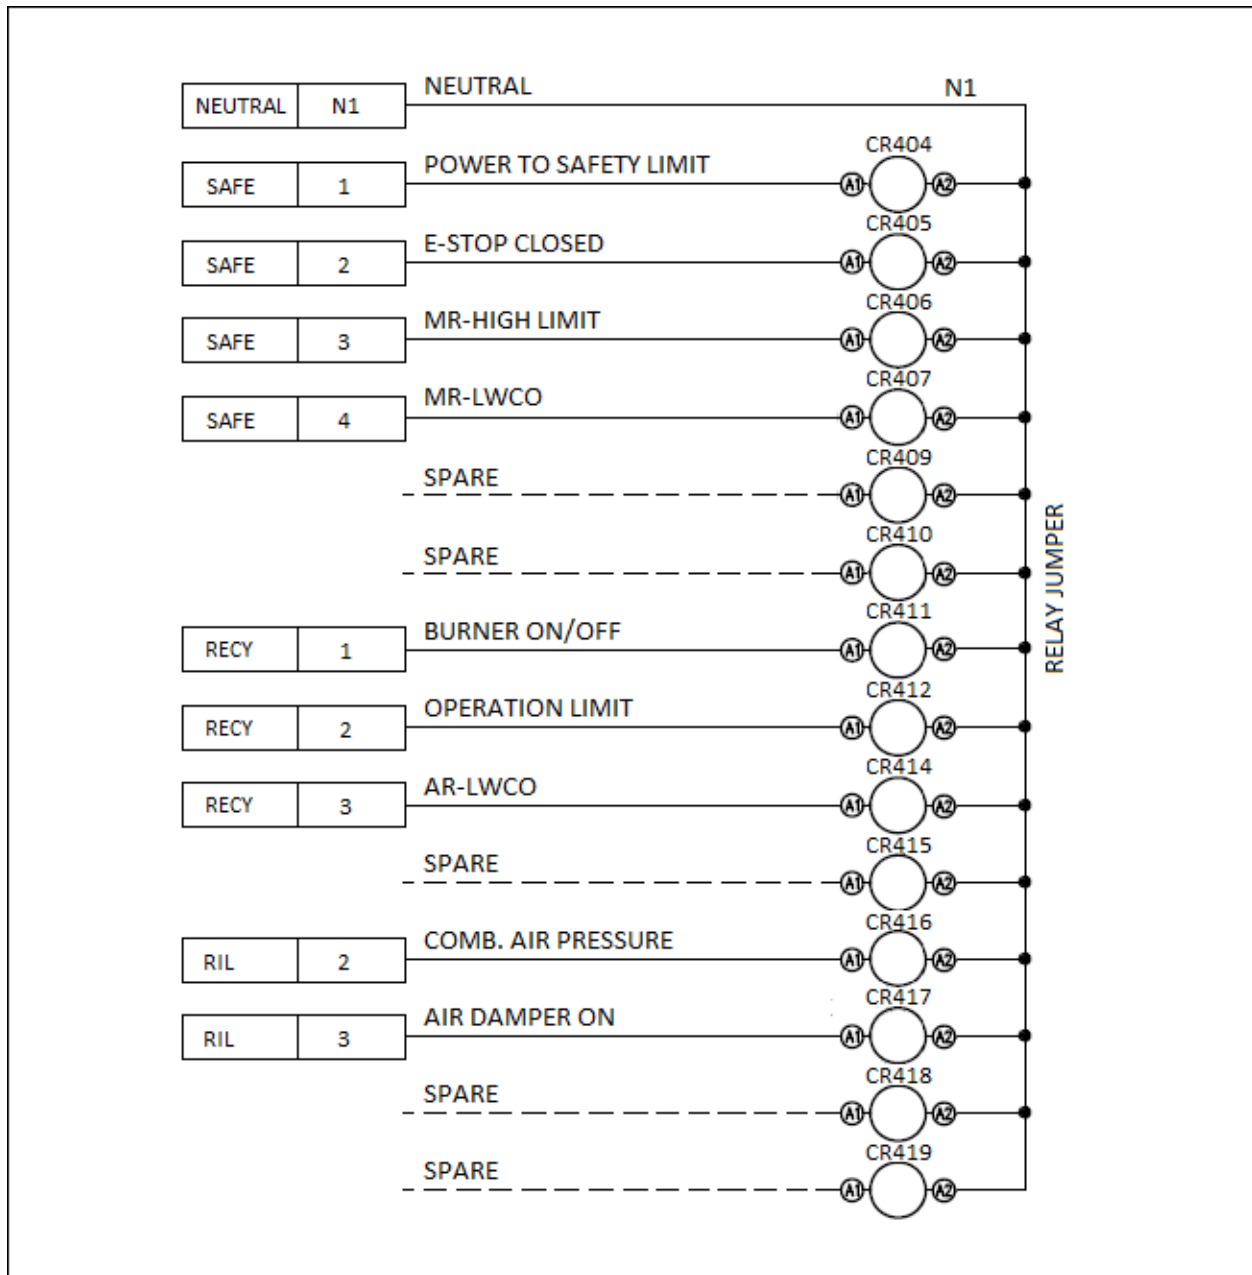 NEUTRAL N1 NEUTRAL N1
CR404
SAFE 1 POWER TO SAFETY LIMIT A1 A2
CR405
SAFE 2 E-STOP CLOSED A1 A2
CR406
SAFE 3 MR-HIGH LIMIT A1 A2
CR407
SAFE 4 MR-LWCO A1 A2
CR409
SPARE A1 A2
CR410
SPARE A1 A2
RELAY JUMPER
CR411
RECY 1 BURNER ON/OFF A1 A2
CR412
RECY 2 OPERATION LIMIT A1 A2
CR414
RECY 3 AR-LWCO A1 A2
CR415
SPARE A1 A2
CR416
RIL 2 COMB. AIR PRESSURE A1 A2
CR417
RIL 3 AIR DAMPER ON A1 A2
CR418
SPARE A1 A2
CR419
SPARE A1 A2